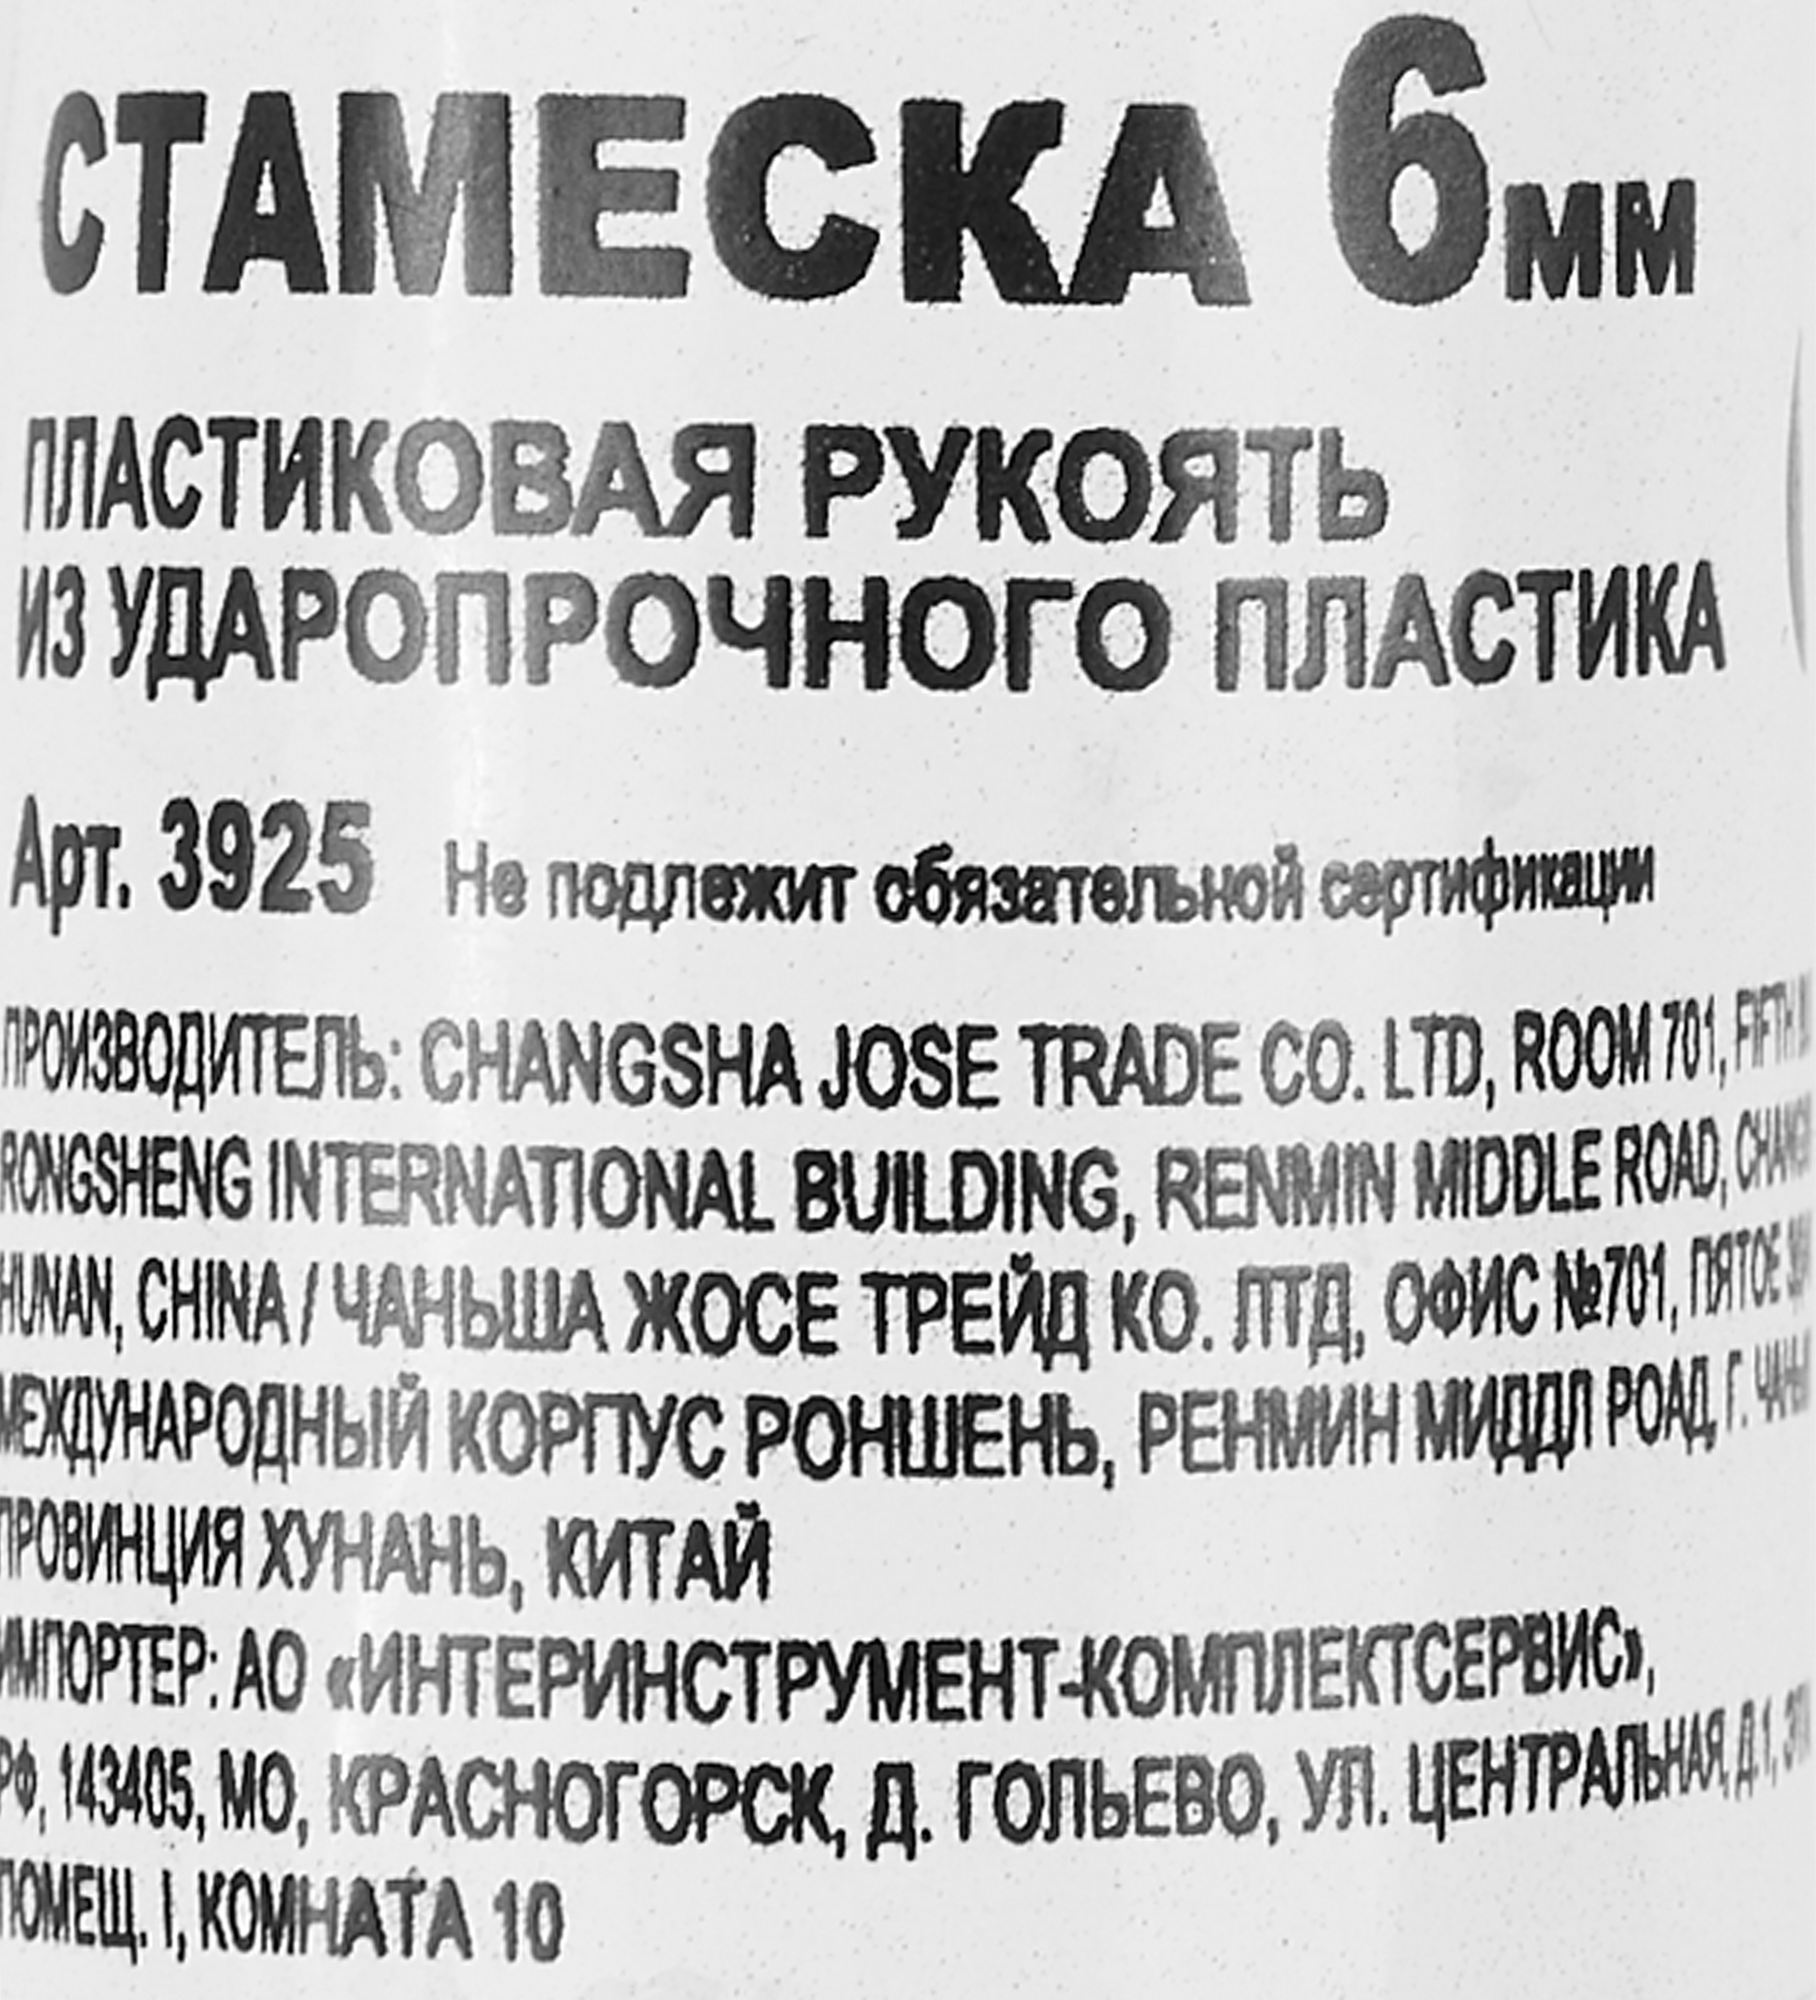 СТАМЕСКА 6мм
ПЛАСТИКОВАЯ РУКОЯТЬ
ИЗ УДАРОПРОЧНОГО ПЛАСТИКА
Арт. 3925 Не подлежит обязательной сертификации
ПРОИЗВОДИТЕЛЬ: CHANGSHA JOSE TRADE CO. LTD, ROOM 701,
RONGSHENG INTERNATIONAL BUILDING, RENMIN MIDDLE ROAD,
HUNAN, CHINA / ЧАНЬША ЖОСЕ ТРЕЙД КО. ЛТД, ОФИС №701, ПЯТОЕ
МЕЖДУНАРОДНЫЙ КОРПУС РОНШЕНЬ, РЕНМИН МИДДЛ РОАД, Г.
ПРОВИНЦИЯ ХУНАНЬ, КИТАЙ
ИМПОРТЕР: АО «ИНТЕРИНСТРУМЕНТ-КОМПЛЕКТСЕРВИС»,
РФ, 143405, МО, КРАСНОГОРСК, Д. ГОЛЬЕВО, УЛ. ЦЕНТРАЛЬНАЯ, Д.1,
ПОМЕЩ. I, КОМНАТА 10